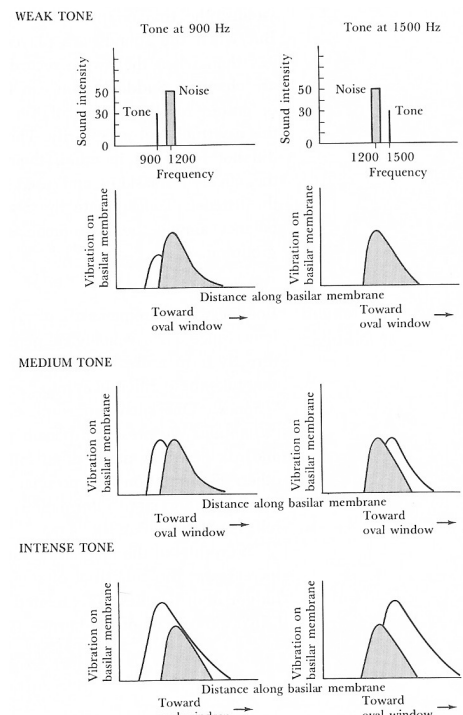 WEAK TONE
Tone at 900 Hz
Tone at 1500 Hz
Sound intensity
50
30
0
Tone
Noise
900 1200
Frequency
Sound intensity
50
30
0
Noise
Tone
1200 1500
Frequency
Vibration on
basilar membrane
Vibration on
basilar membrane
Distance along basilar membrane
Toward
oval window
Toward
oval window
MEDIUM TONE
Vibration on
basilar membrane
Vibration on
basilar membrane
Distance along basilar membrane
Toward
oval window
Toward
oval window
INTENSE TONE
Vibration on
basilar membrane
Vibration on
basilar membrane
Distance along basilar membrane
Toward
Toward
oval window